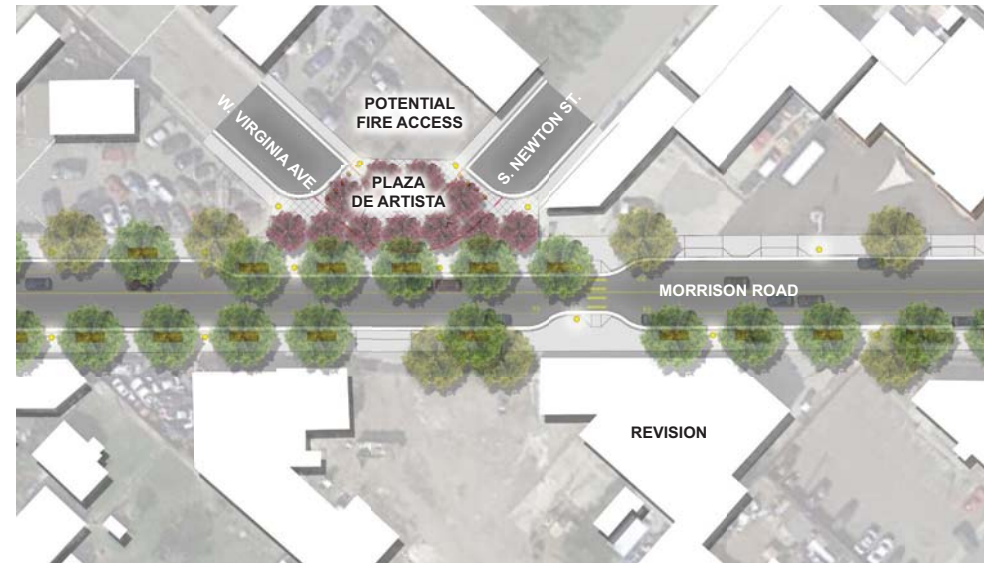 POTENTIAL
FIRE ACCESS
W. VIRGINIA AVE
S. NEWTON ST.
PLAZA
DE ARTISTA
MORRISON ROAD
REVISION